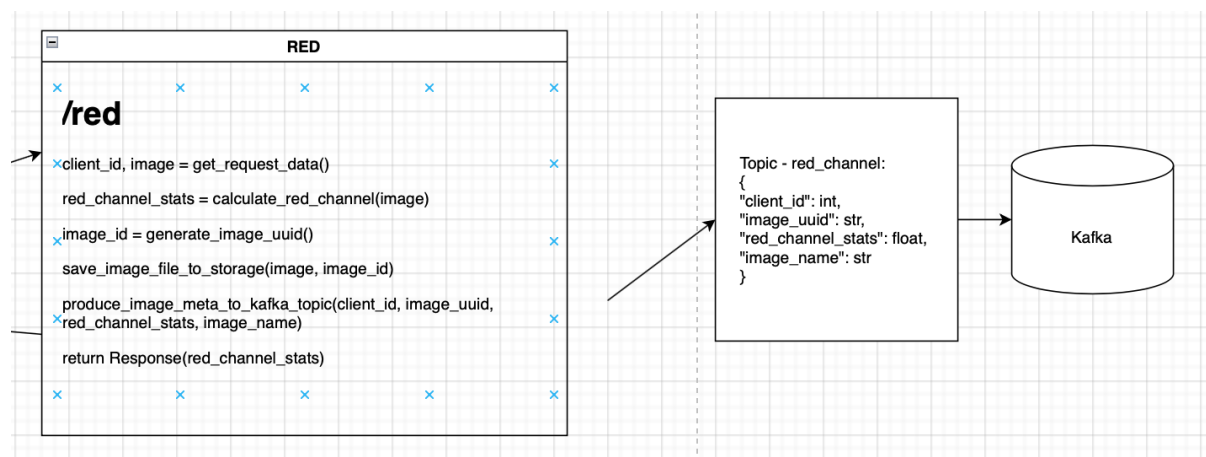 RED
/red
client_id, image = get_request_data()
red_channel_stats = calculate_red_channel(image)
image_id = generate_image_uuid()
save_image_file_to_storage(image, image_id)
produce_image_meta_to_kafka_topic(client_id, image_uuid,
red_channel_stats, image_name)
return Response(red_channel_stats)
Topic - red_channel:
{
"client_id": int,
"image_uuid": str,
"red_channel_stats": float,
"image_name": str
}
Kafka